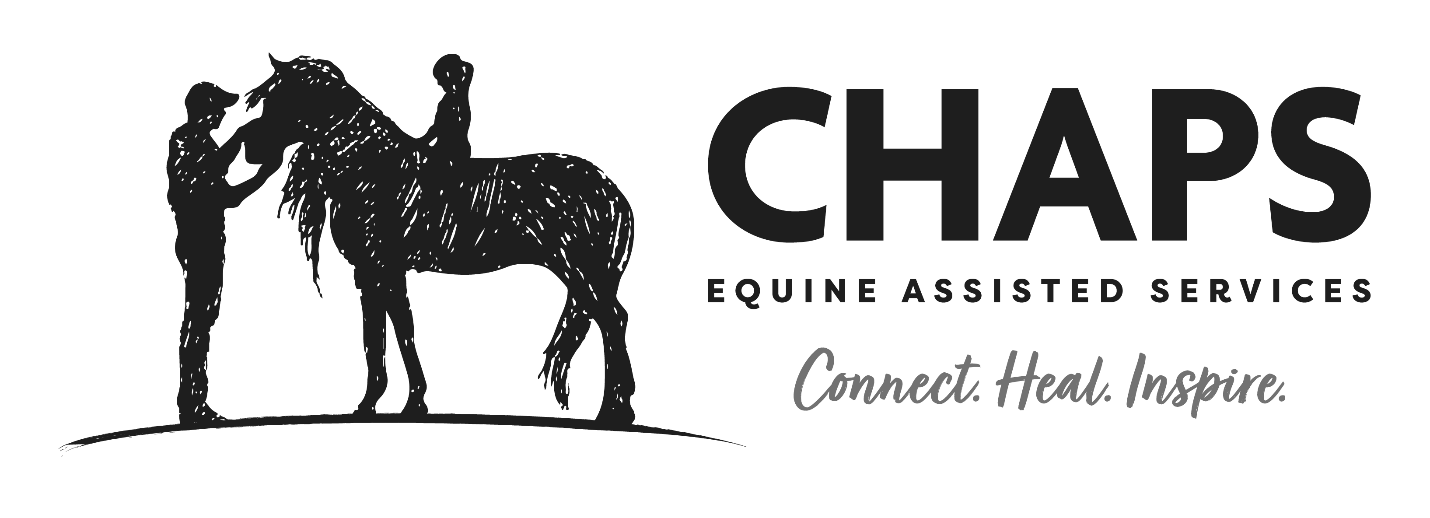 CHAPS
EQUINE ASSISTED SERVICES
Connect. Heal. Inspire.